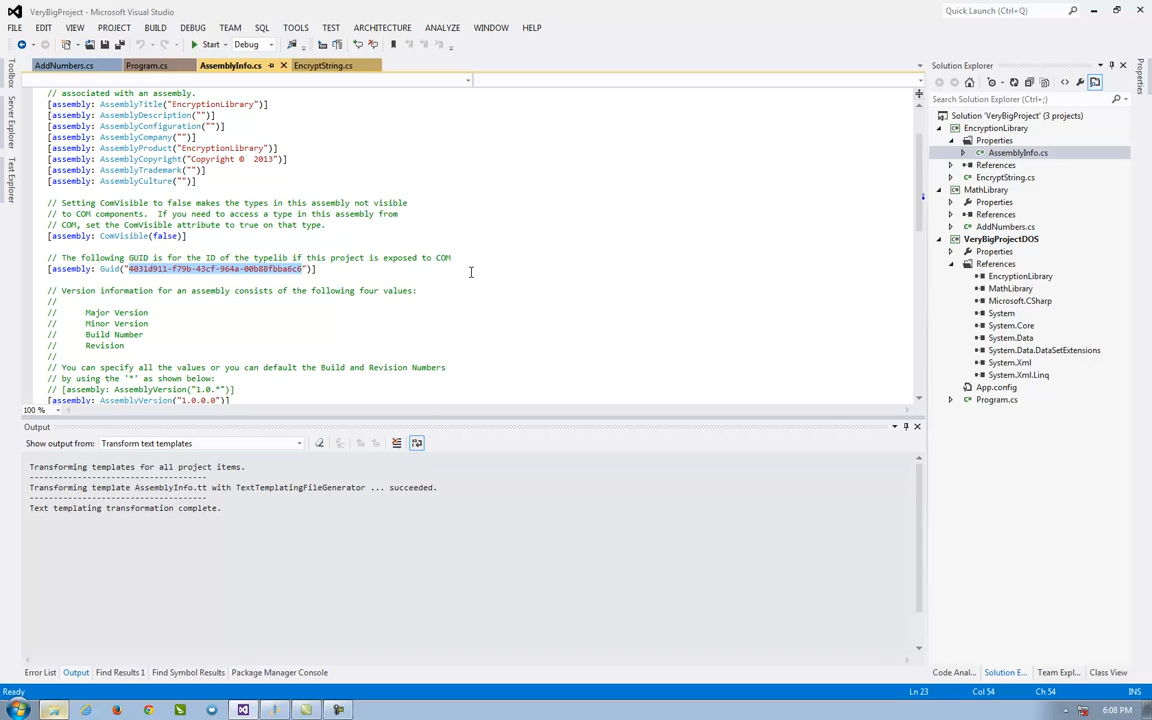 VeryBigProject - Microsoft Visual Studio
Quick Launch (Ctrl+Q)
FILE EDIT VIEW PROJECT BUILD DEBUG TEAM SQL TOOLS TEST ARCHITECTURE ANALYZE WINDOW HELP
Start Debug
AddNumbers.cs Program.cs AssemblyInfo.cs EncryptString.cs
Toolbox
Server Explorer
Test Explorer
// associated with an assembly.
[assembly: AssemblyTitle("EncryptionLibrary")]
[assembly: AssemblyDescription("")]
[assembly: AssemblyConfiguration("")]
[assembly: AssemblyCompany("")]
[assembly: AssemblyProduct("EncryptionLibrary")]
[assembly: AssemblyCopyright("Copyright ©  2013")]
[assembly: AssemblyTrademark("")]
[assembly: AssemblyCulture("")]
// Setting ComVisible to false makes the types in this assembly not visible
// to COM components.  If you need to access a type in this assembly from
// COM, set the ComVisible attribute to true on that type.
[assembly: ComVisible(false)]
// The following GUID is for the ID of the typelib if this project is exposed to COM
[assembly: Guid("4031d911-f79b-43cf-964a-00b88fbba6c6")]
// Version information for an assembly consists of the following four values:
//
//      Major Version
//      Minor Version
//      Build Number
//      Revision
//
// You can specify all the values or you can default the Build and Revision Numbers
// by using the '*' as shown below:
// [assembly: AssemblyVersion("1.0.*")]
[assembly: AssemblyVersion("1.0.0.0")]
100 %
Output
Show output from: Transform text templates
Transforming templates for all project items.
-------------------------------------
Transforming template AssemblyInfo.tt with TextTemplatingFileGenerator ... succeeded.
-------------------------------------
Text templating transformation complete.
Error List Output Find Results 1 Find Symbol Results Package Manager Console
Solution Explorer
Search Solution Explorer (Ctrl+;)
Solution 'VeryBigProject' (3 projects)
EncryptionLibrary
Properties
AssemblyInfo.cs
References
EncryptString.cs
MathLibrary
Properties
References
AddNumbers.cs
VeryBigProjectDOS
Properties
References
EncryptionLibrary
MathLibrary
Microsoft.CSharp
System
System.Core
System.Data
System.Data.DataSetExtensions
System.Xml
System.Xml.Linq
App.config
Program.cs
Code Anal... Solution E... Team Expl... Class View
Properties
Ready Ln 23 Col 54 Ch 54 INS
6:08 PM